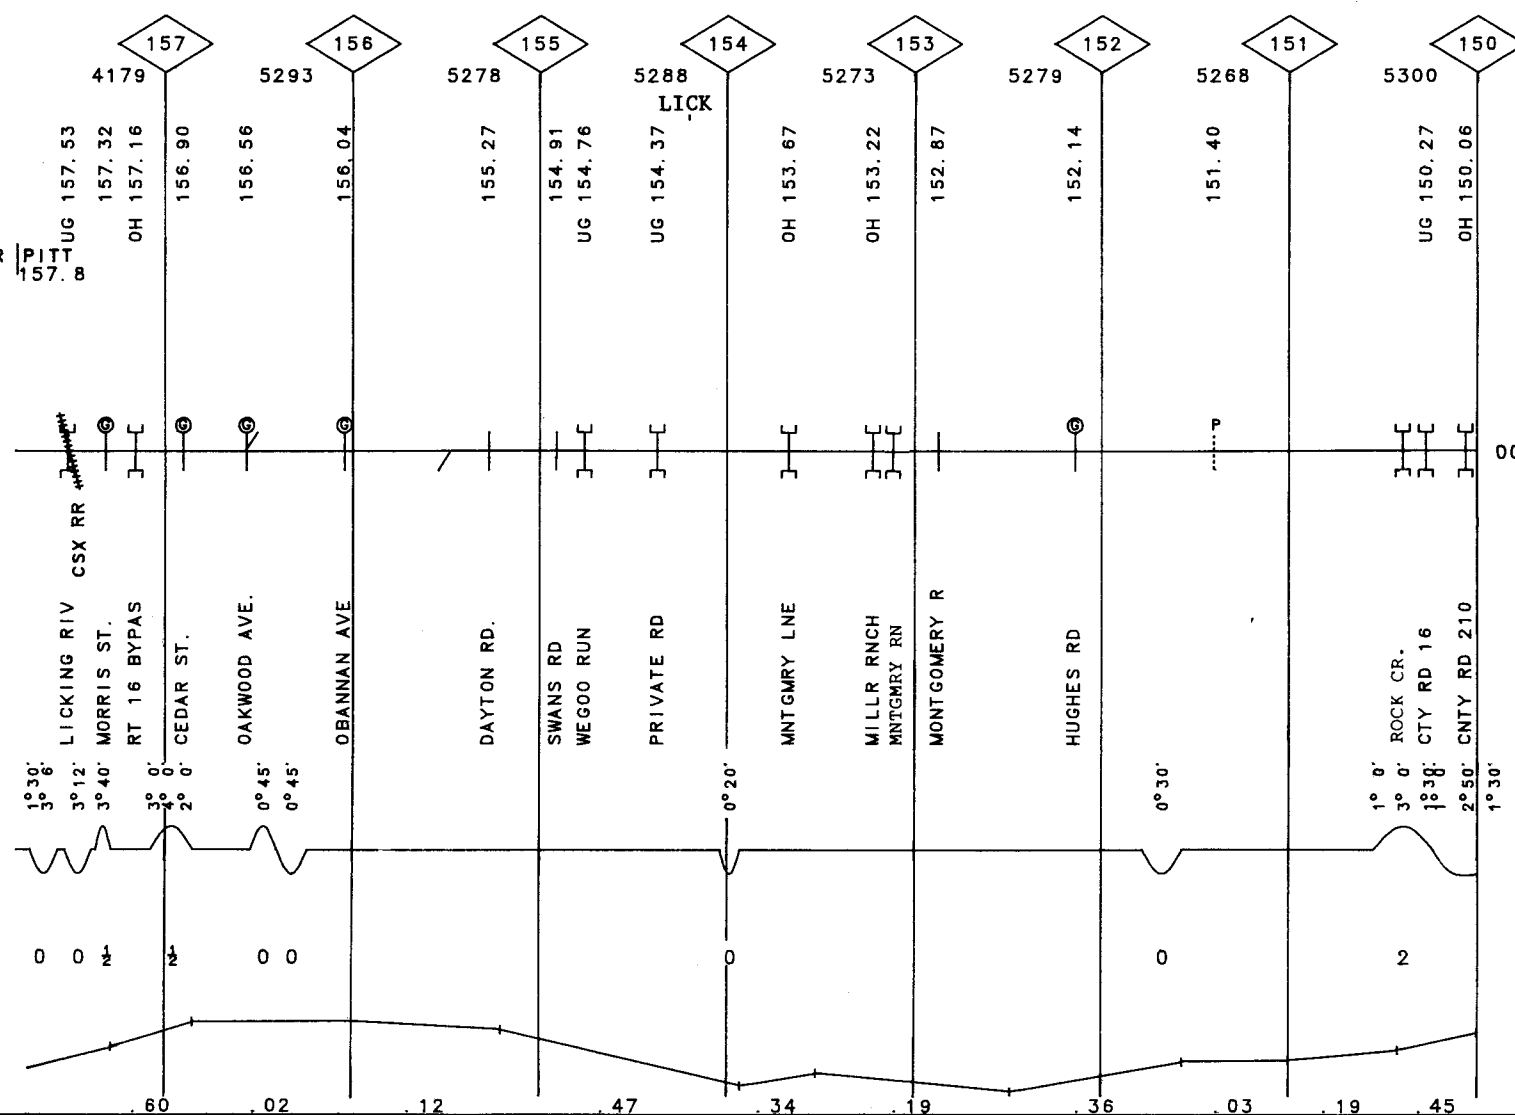 157 156 155 154 153 152 151 150
4179 5293 5278 5288 5273 5279 5268 5300
LICK
UG 157.53
157.32
OH 157.16
156.90
156.56
156.04
155.27
154.91
UG 154.76
UG 154.37
OH 153.67
OH 153.22
152.87
152.14
151.40
UG 150.27
OH 150.06
R PITT
157.8
G G G G G P
CSX RR
LICKING RIV
MORRIS ST.
RT 16 BYPAS
CEDAR ST.
OAKWOOD AVE.
OBANNAN AVE
DAYTON RD.
SWANS RD
WEGOO RUN
PRIVATE RD
MNTGMRY LNE
MILLR RNCH
MNTGMRY RN
MONTGOMERY R
HUGHES RD
ROCK CR.
CTY RD 16
CNTY RD 210
1°30'
3° 6'
3°12'
3°40'
3° 0'
4° 0'
2° 0'
0°45'
0°45'
0°20'
0°30'
1° 0'
3° 0'
1°30'
1° 0'
2°50'
1°30'
0 0 ½ ½ 0 0 0 0 2
.60 .02 .12 .47 .34 .19 .36 .03 .19 .45